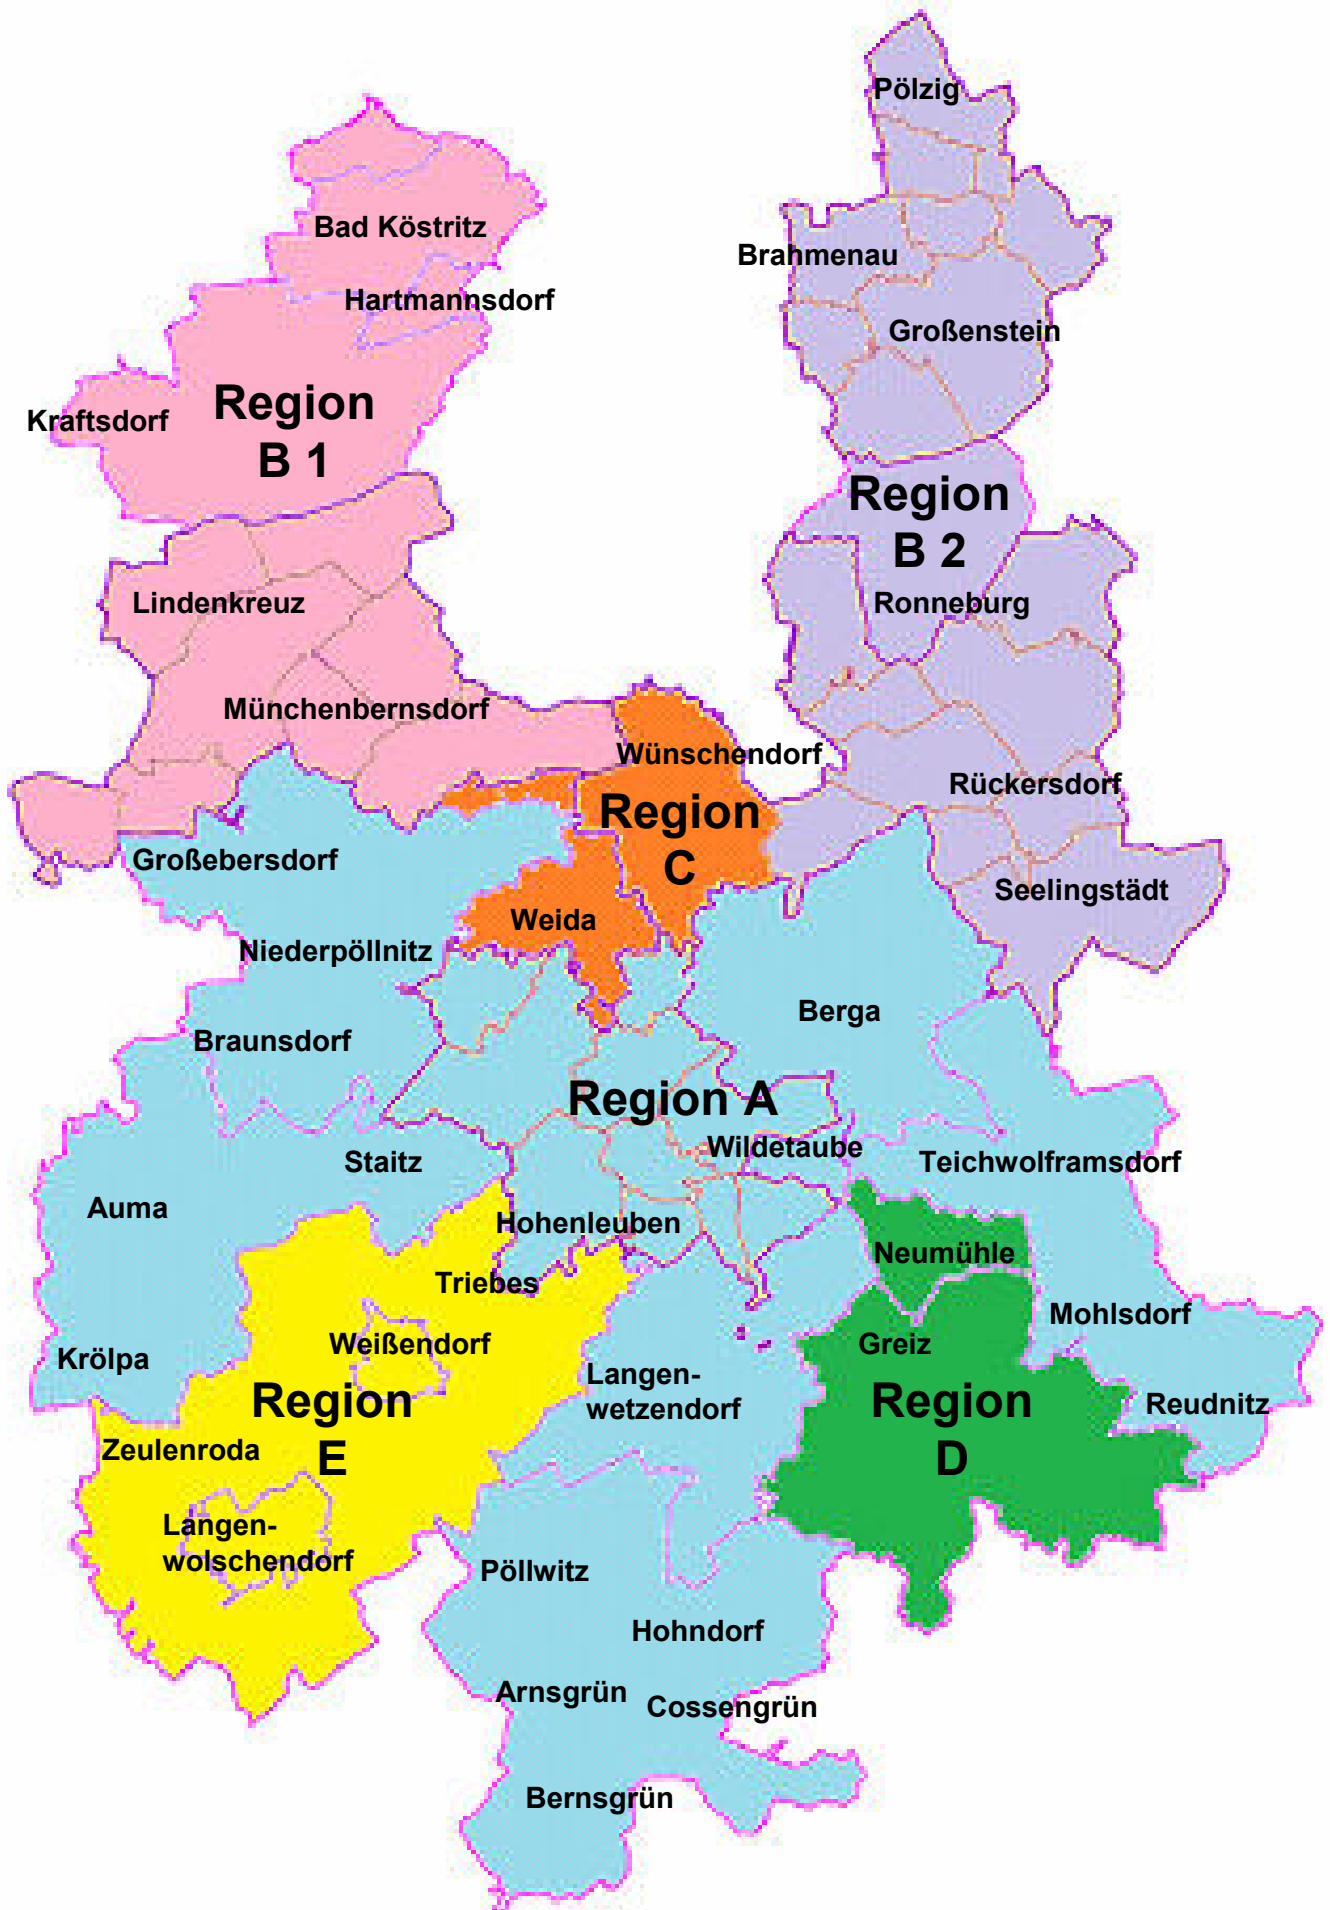 Pölzig
Bad Köstritz
Brahmenau
Hartmannsdorf
Großenstein
Region
B 1
Kraftsdorf
Region
B 2
Lindenkreuz
Ronneburg
Münchenbernsdorf
Wünschendorf
Rückersdorf
Region
C
Großebersdorf
Seelingstädt
Weida
Niederpöllnitz
Berga
Braunsdorf
Region A
Wildetaube
Staitz
Teichwolframsdorf
Auma
Hohenleuben
Neumühle
Triebes
Mohlsdorf
Weißendorf
Greiz
Krölpa
Langen-
wetzendorf
Region
E
Region
D
Reudnitz
Zeulenroda
Langen-
wolschendorf
Pöllwitz
Hohndorf
Arnsgrün
Cossengrün
Bernsgrün